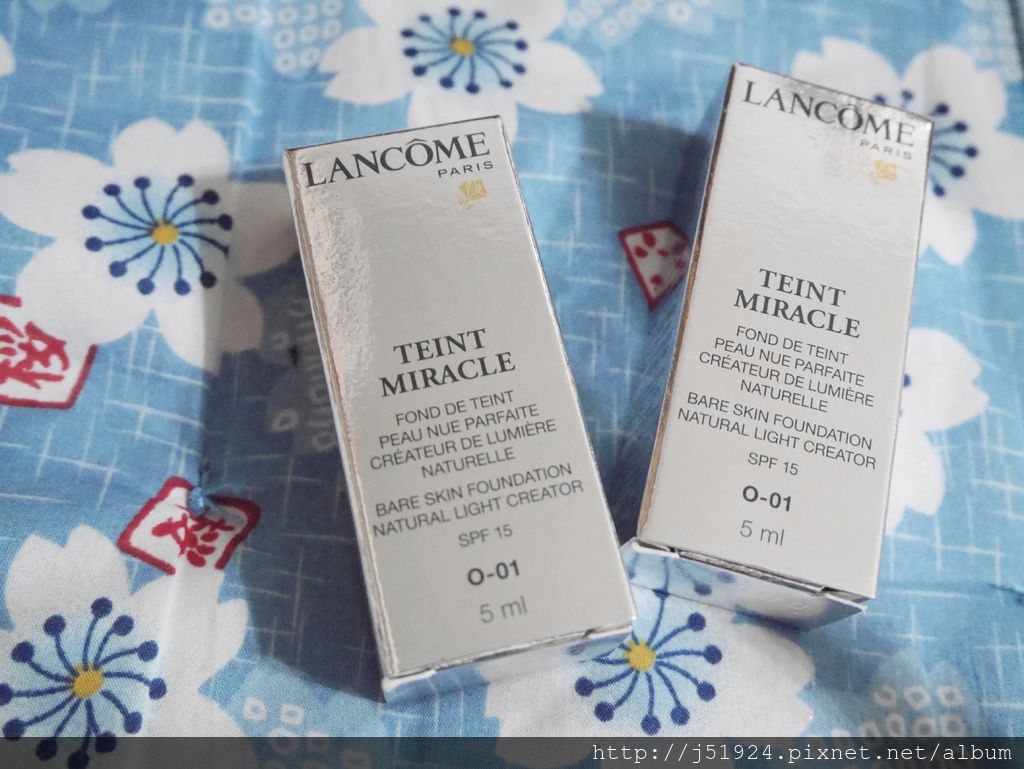 LANCÔME
PARIS
TEINT
MIRACLE
FOND DE TEINT
PEAU NUE PARFAITE
CRÉATEUR DE LUMIÈRE
NATURELLE
BARE SKIN FOUNDATION
NATURAL LIGHT CREATOR
SPF 15
O-01
5 ml
LANCÔME
PARIS
TEINT
MIRACLE
FOND DE TEINT
PEAU NUE PARFAITE
CRÉATEUR DE LUMIÈRE
NATURELLE
BARE SKIN FOUNDATION
NATURAL LIGHT CREATOR
SPF 15
O-01
5 ml
http://j51924.pixnet.net/album